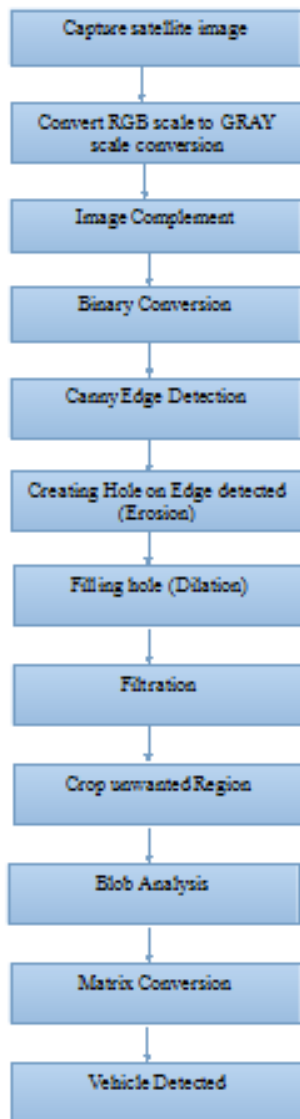 Capture satellite image
Convert RGB scale to GRAY
scale conversion
Image Complement
Binary Conversion
Canny Edge Detection
Creating Hole on Edge detected
(Erosion)
Filling hole (Dilation)
Filtration
Crop unwanted Region
Blob Analysis
Matrix Conversion
Vehicle Detected